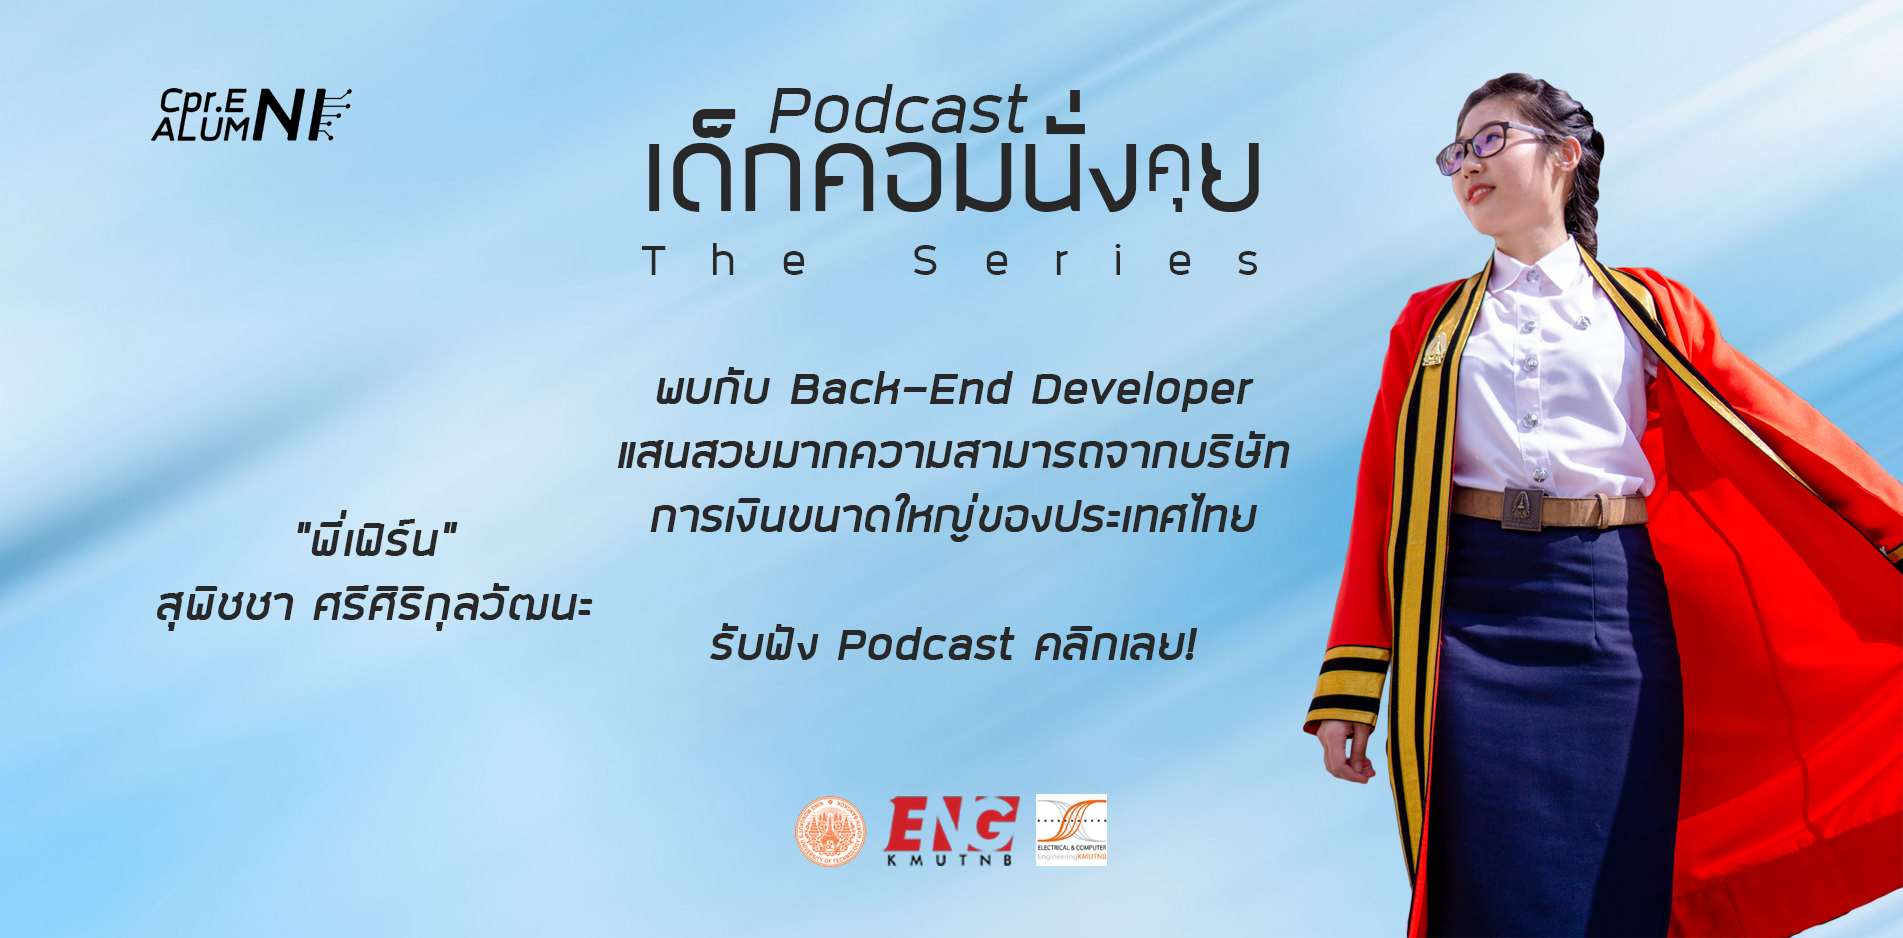 Cpr.E
ALUMNI
Podcast
เด็กคอมนั่งคุย
The Series
พบกับ Back-End Developer
แสนสวยมากความสามารถจากบริษัท
การเงินขนาดใหญ่ของประเทศไทย
"พี่เฟิร์น"
สุพิชชา ศรีศิริกุลวัฒนะ
รับฟัง Podcast คลิกเลย!
ENG
KMUTNB
ELECTRICAL & COMPUTER
EngineeringKMUTNB